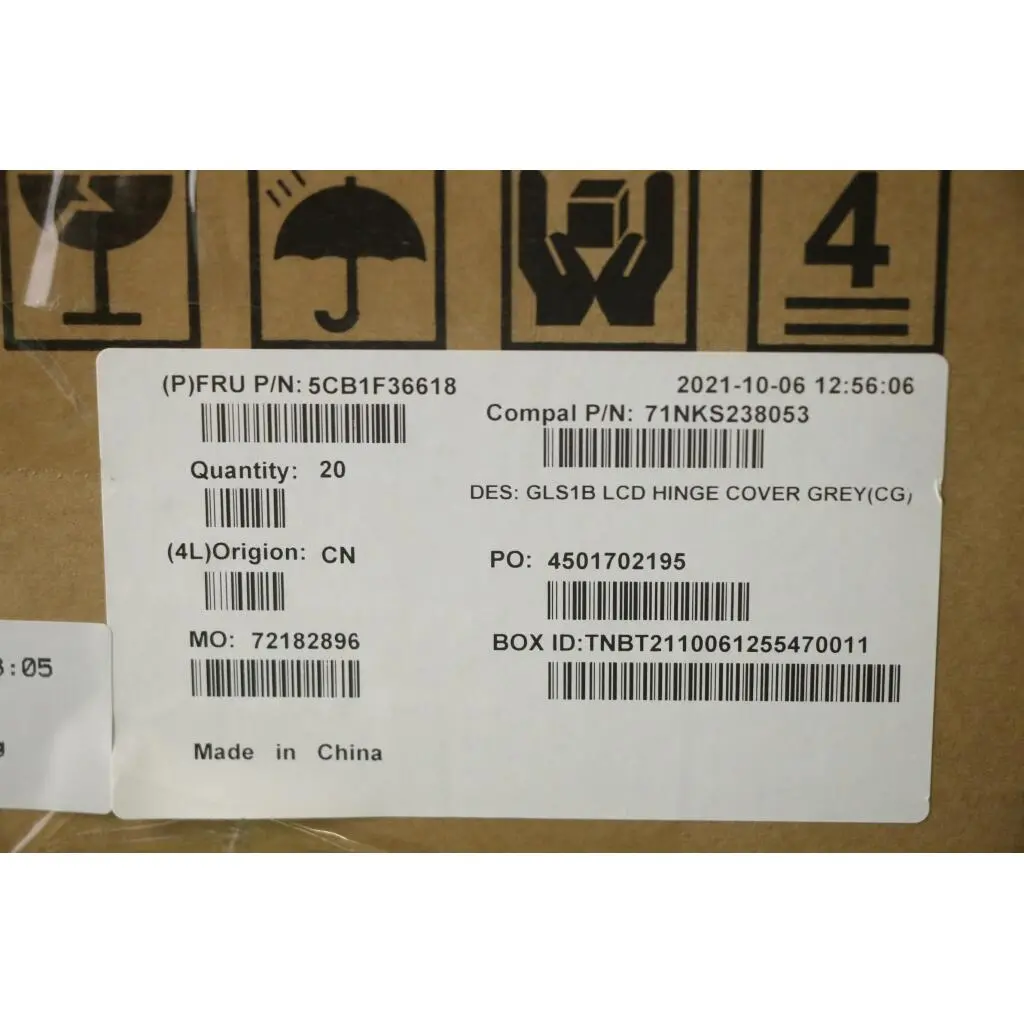 4
(P)FRU P/N: 5CB1F36618
2021-10-06 12:56:06
Compal P/N: 71NKS238053
Quantity: 20
DES: GLS1B LCD HINGE COVER GREY(CG)
(4L)Origion: CN
PO: 4501702195
MO: 72182896
BOX ID:TNBT2110061255470011
:05
Made in China